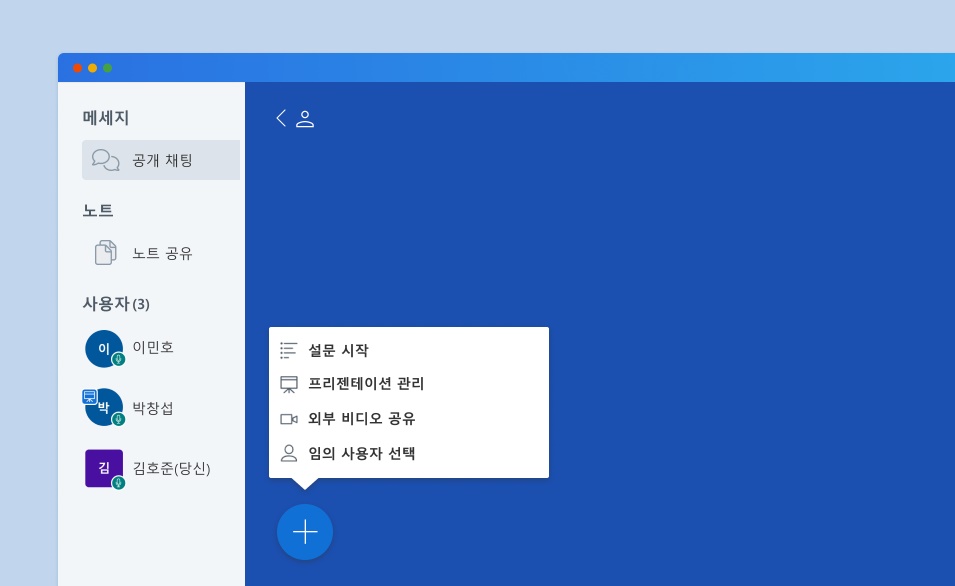 메세지
공개 채팅
노트
노트 공유
사용자(3)
이
이민호
박
박창섭
김
김호준(당신)
설문 시작
프리젠테이션 관리
외부 비디오 공유
임의 사용자 선택